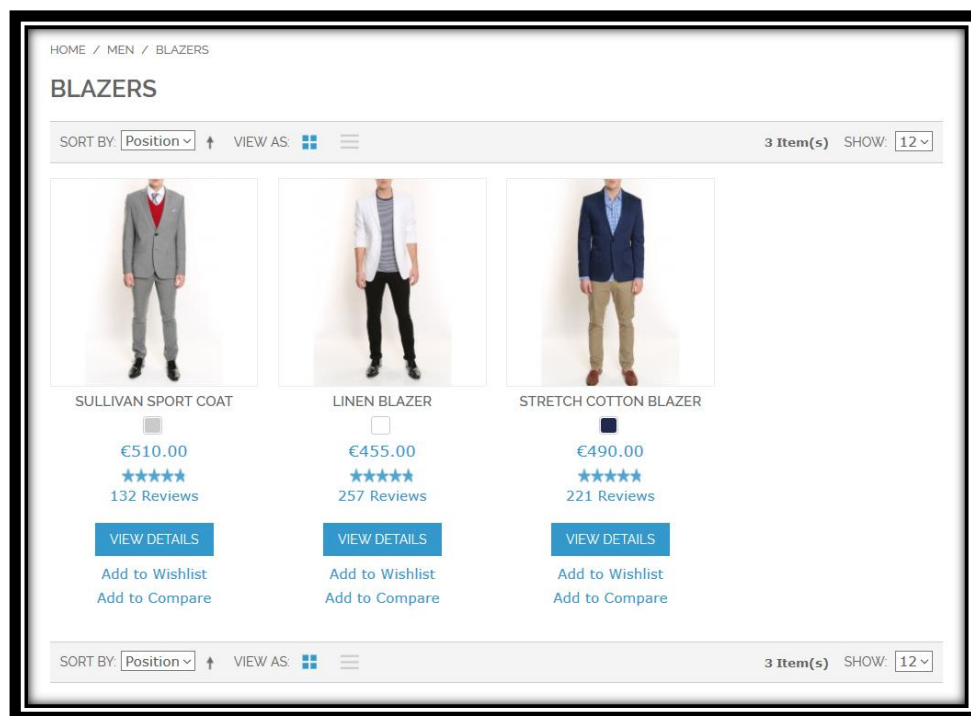 HOME / MEN / BLAZERS
BLAZERS
SORT BY: Position VIEW AS: 3 Item(s) SHOW: 12
SULLIVAN SPORT COAT LINEN BLAZER STRETCH COTTON BLAZER
€510.00 €455.00 €490.00
132 Reviews 257 Reviews 221 Reviews
VIEW DETAILS VIEW DETAILS VIEW DETAILS
Add to Wishlist Add to Wishlist Add to Wishlist
Add to Compare Add to Compare Add to Compare
SORT BY: Position VIEW AS: 3 Item(s) SHOW: 12